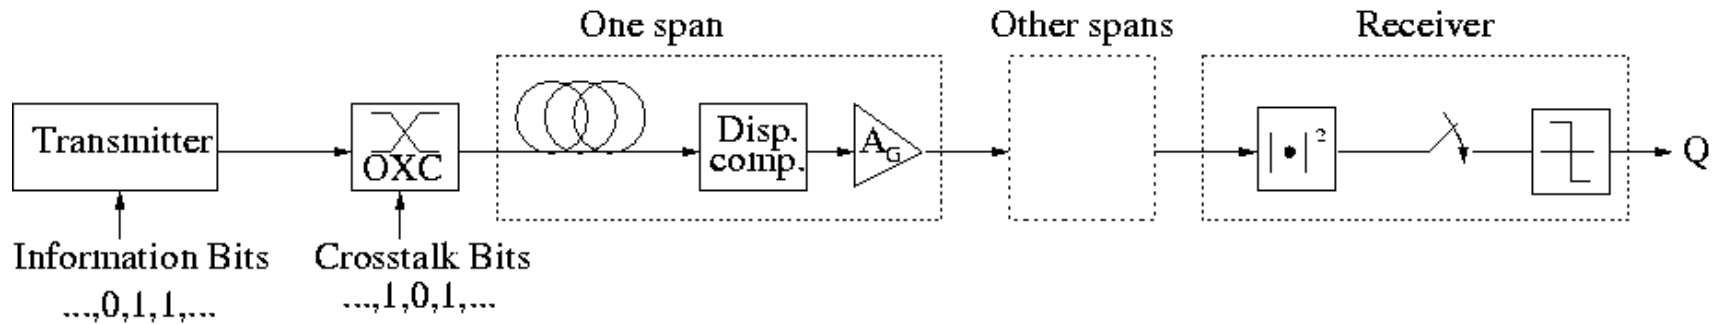 One span
Other spans
Receiver
Transmitter
OXC
Disp.
comp.
A_G
|•|²
Q
Information Bits
...,0,1,1,...
Crosstalk Bits
...,1,0,1,...